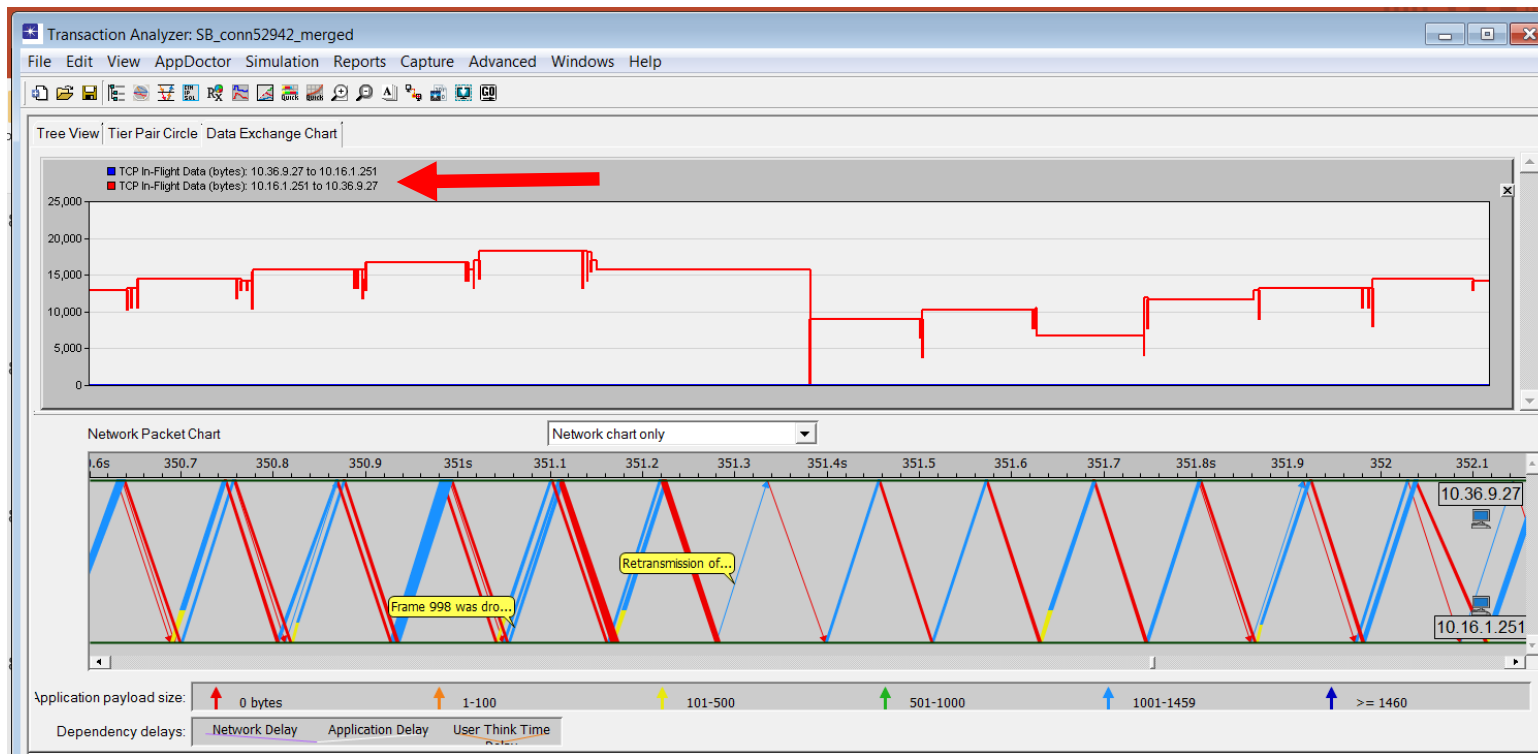 Transaction Analyzer: SB_conn52942_merged
File Edit View AppDoctor Simulation Reports Capture Advanced Windows Help
Tree View Tier Pair Circle Data Exchange Chart
TCP In-Flight Data (bytes): 10.36.9.27 to 10.16.1.251
TCP In-Flight Data (bytes): 10.16.1.251 to 10.36.9.27
25,000
20,000
15,000
10,000
5,000
0
Network Packet Chart Network chart only
0.6s 350.7 350.8 350.9 351s 351.1 351.2 351.3 351.4s 351.5 351.6 351.7 351.8s 351.9 352 352.1
10.36.9.27
Retransmission of...
Frame 998 was dro...
10.16.1.251
Application payload size: 0 bytes 1-100 101-500 501-1000 1001-1459 >= 1460
Dependency delays: Network Delay Application Delay User Think Time